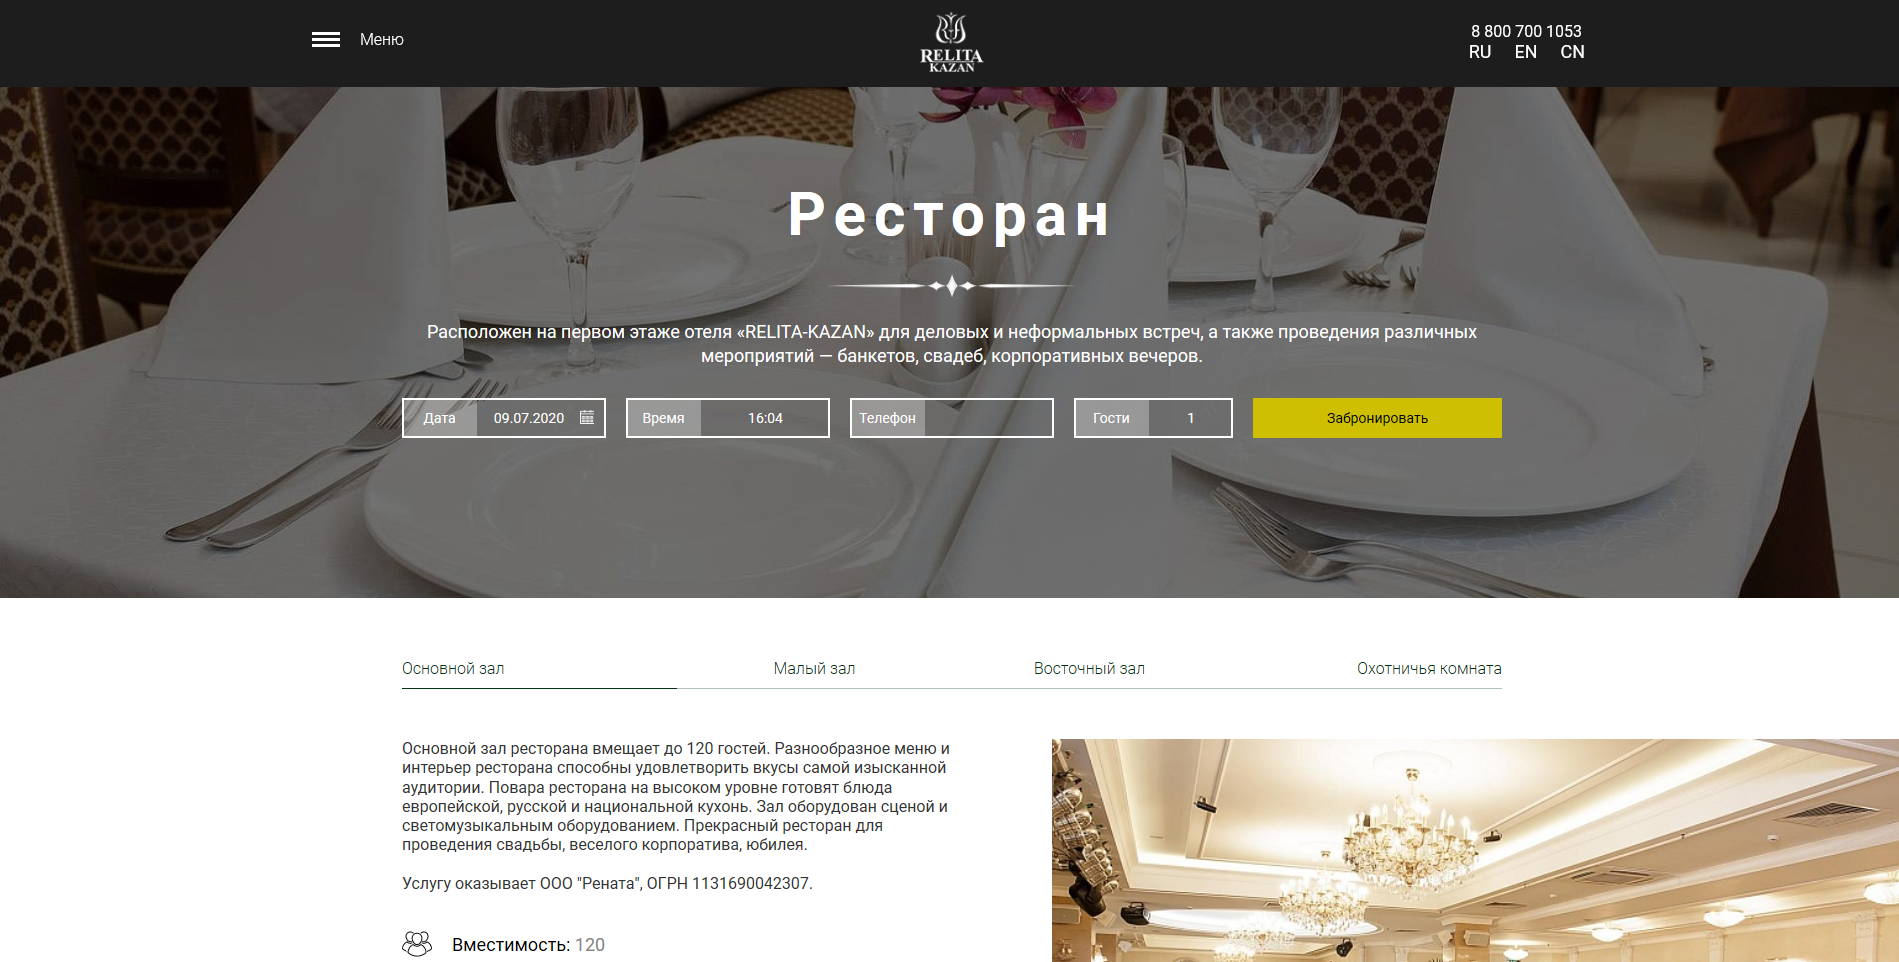 Меню
RELITA
KAZAN
8 800 700 1053
RU EN CN
Ресторан
Расположен на первом этаже отеля «RELITA-KAZAN» для деловых и неформальных встреч, а также проведения различных
мероприятий — банкетов, свадеб, корпоративных вечеров.
Дата 09.07.2020 Время 16:04 Телефон Гости 1 Забронировать
Основной зал Малый зал Восточный зал Охотничья комната
Основной зал ресторана вмещает до 120 гостей. Разнообразное меню и
интерьер ресторана способны удовлетворить вкусы самой изысканной
аудитории. Повара ресторана на высоком уровне готовят блюда
европейской, русской и национальной кухонь. Зал оборудован сценой и
светомузыкальным оборудованием. Прекрасный ресторан для
проведения свадьбы, веселого корпоратива, юбилея.
Услугу оказывает ООО "Рената", ОГРН 1131690042307.
Вместимость: 120